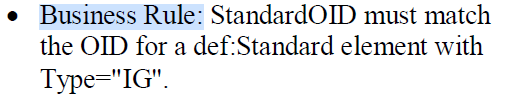 • Business Rule: StandardOID must match
the OID for a def:Standard element with
Type="IG".